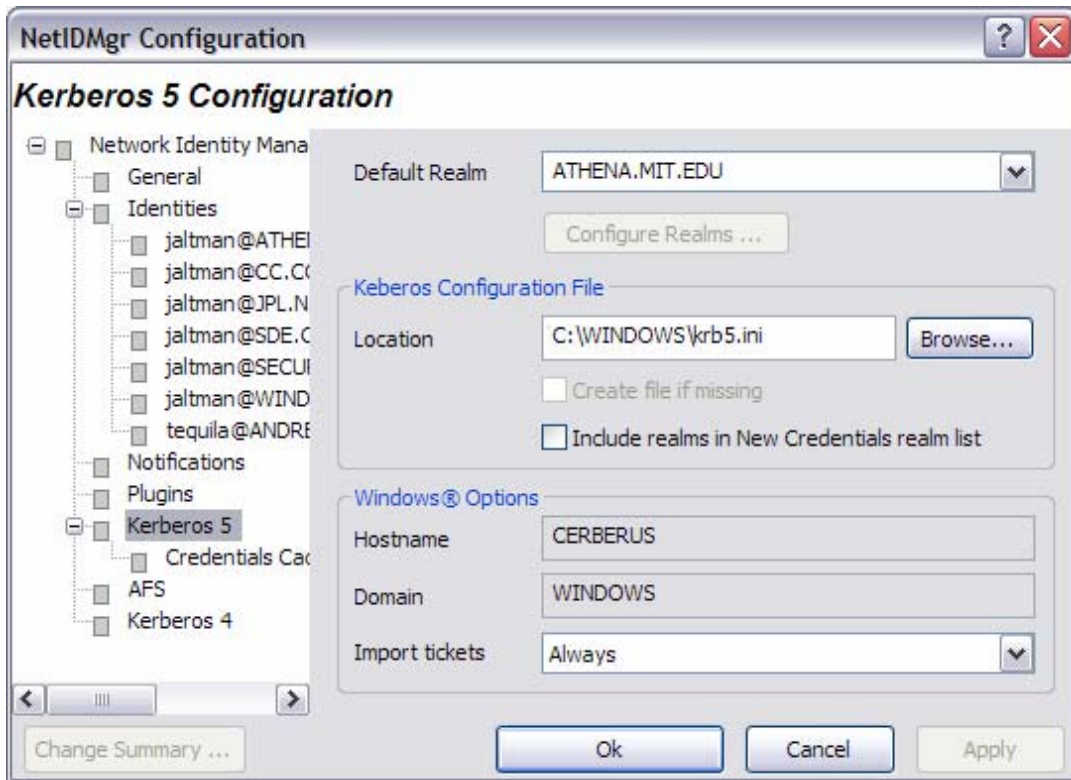 NetIDMgr Configuration
Kerberos 5 Configuration
Network Identity Mana
General
Identities
jaltman@ATHE
jaltman@CC.CO
jaltman@JPL.N
jaltman@SDE.C
jaltman@SECUR
jaltman@WIND
tequila@ANDRE
Notifications
Plugins
Kerberos 5
Credentials Cac
AFS
Kerberos 4
Default Realm
ATHENA.MIT.EDU
Configure Realms ...
Keberos Configuration File
Location
C:\WINDOWS\krb5.ini
Browse...
Create file if missing
Include realms in New Credentials realm list
Windows® Options
Hostname
CERBERUS
Domain
WINDOWS
Import tickets
Always
Change Summary ...
Ok
Cancel
Apply